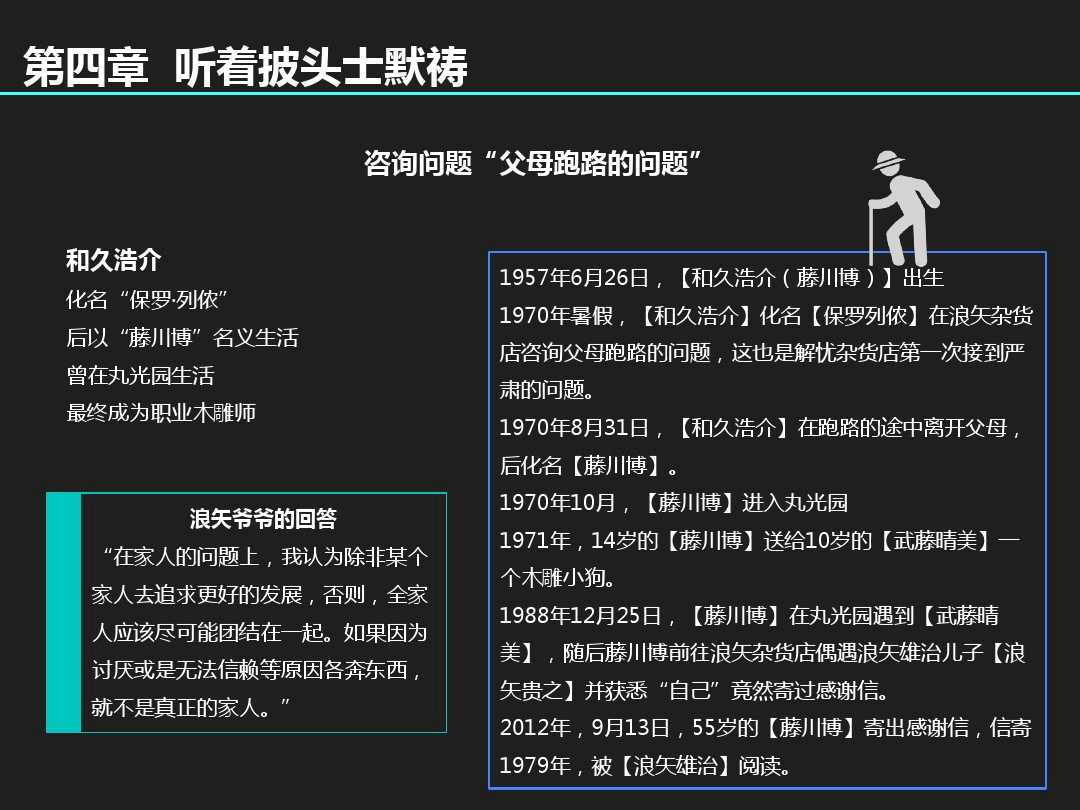 第四章 听着披头士默祷
咨询问题“父母跑路的问题”
和久浩介
化名“保罗·列侬”
后以“藤川博”名义生活
曾在丸光园生活
最终成为职业木雕师
浪矢爷爷的回答
“在家人的问题上，我认为除非某个
家人去追求更好的发展，否则，全家
人应该尽可能团结在一起。如果因为
讨厌或是无法信赖等原因各奔东西，
就不是真正的家人。”
1957年6月26日，【和久浩介（藤川博）】出生
1970年暑假，【和久浩介】化名【保罗列侬】在浪矢杂货
店咨询父母跑路的问题，这也是解忧杂货店第一次接到严
肃的问题。
1970年8月31日，【和久浩介】在跑路的途中离开父母，
后化名【藤川博】。
1970年10月，【藤川博】进入丸光园
1971年，14岁的【藤川博】送给10岁的【武藤晴美】一
个木雕小狗。
1988年12月25日，【藤川博】在丸光园遇到【武藤晴
美】，随后藤川博前往浪矢杂货店偶遇浪矢雄治儿子【浪
矢贵之】并获悉“自己”竟然寄过感谢信。
2012年，9月13日，55岁的【藤川博】寄出感谢信，信寄
1979年，被【浪矢雄治】阅读。